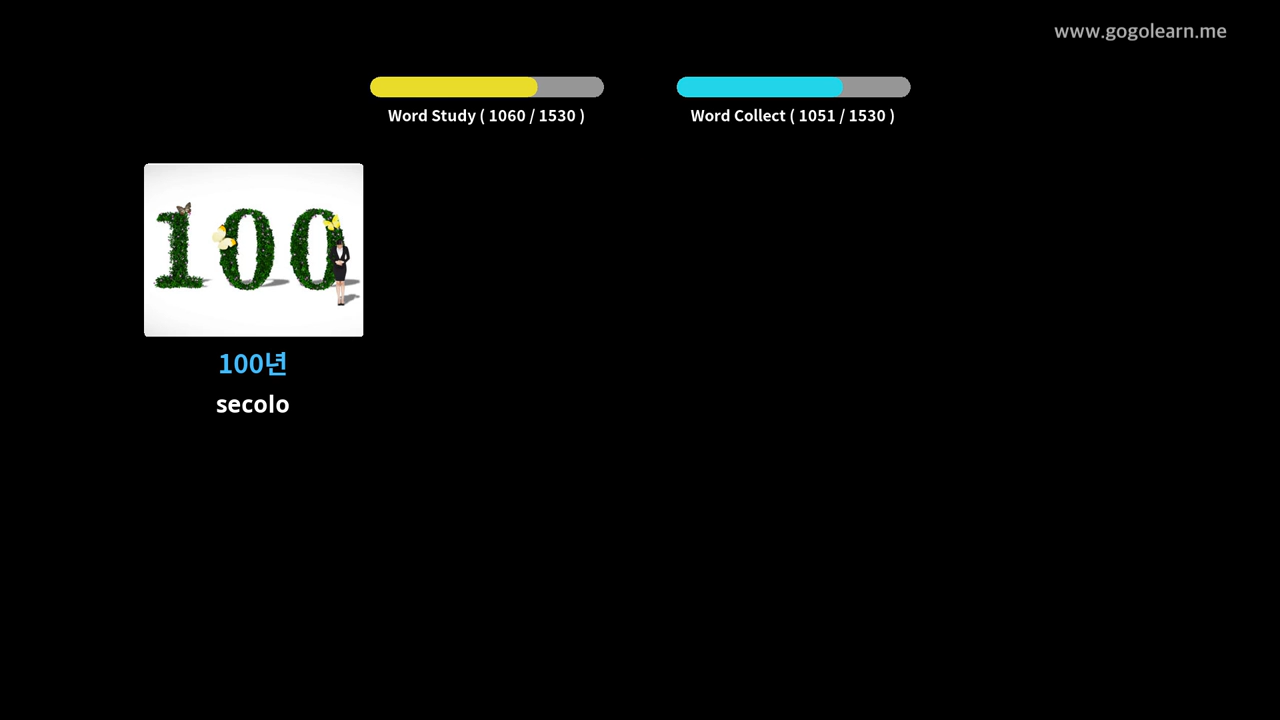 www.gogolearn.me
Word Study ( 1060 / 1530 )
Word Collect ( 1051 / 1530 )
100
100년
secolo